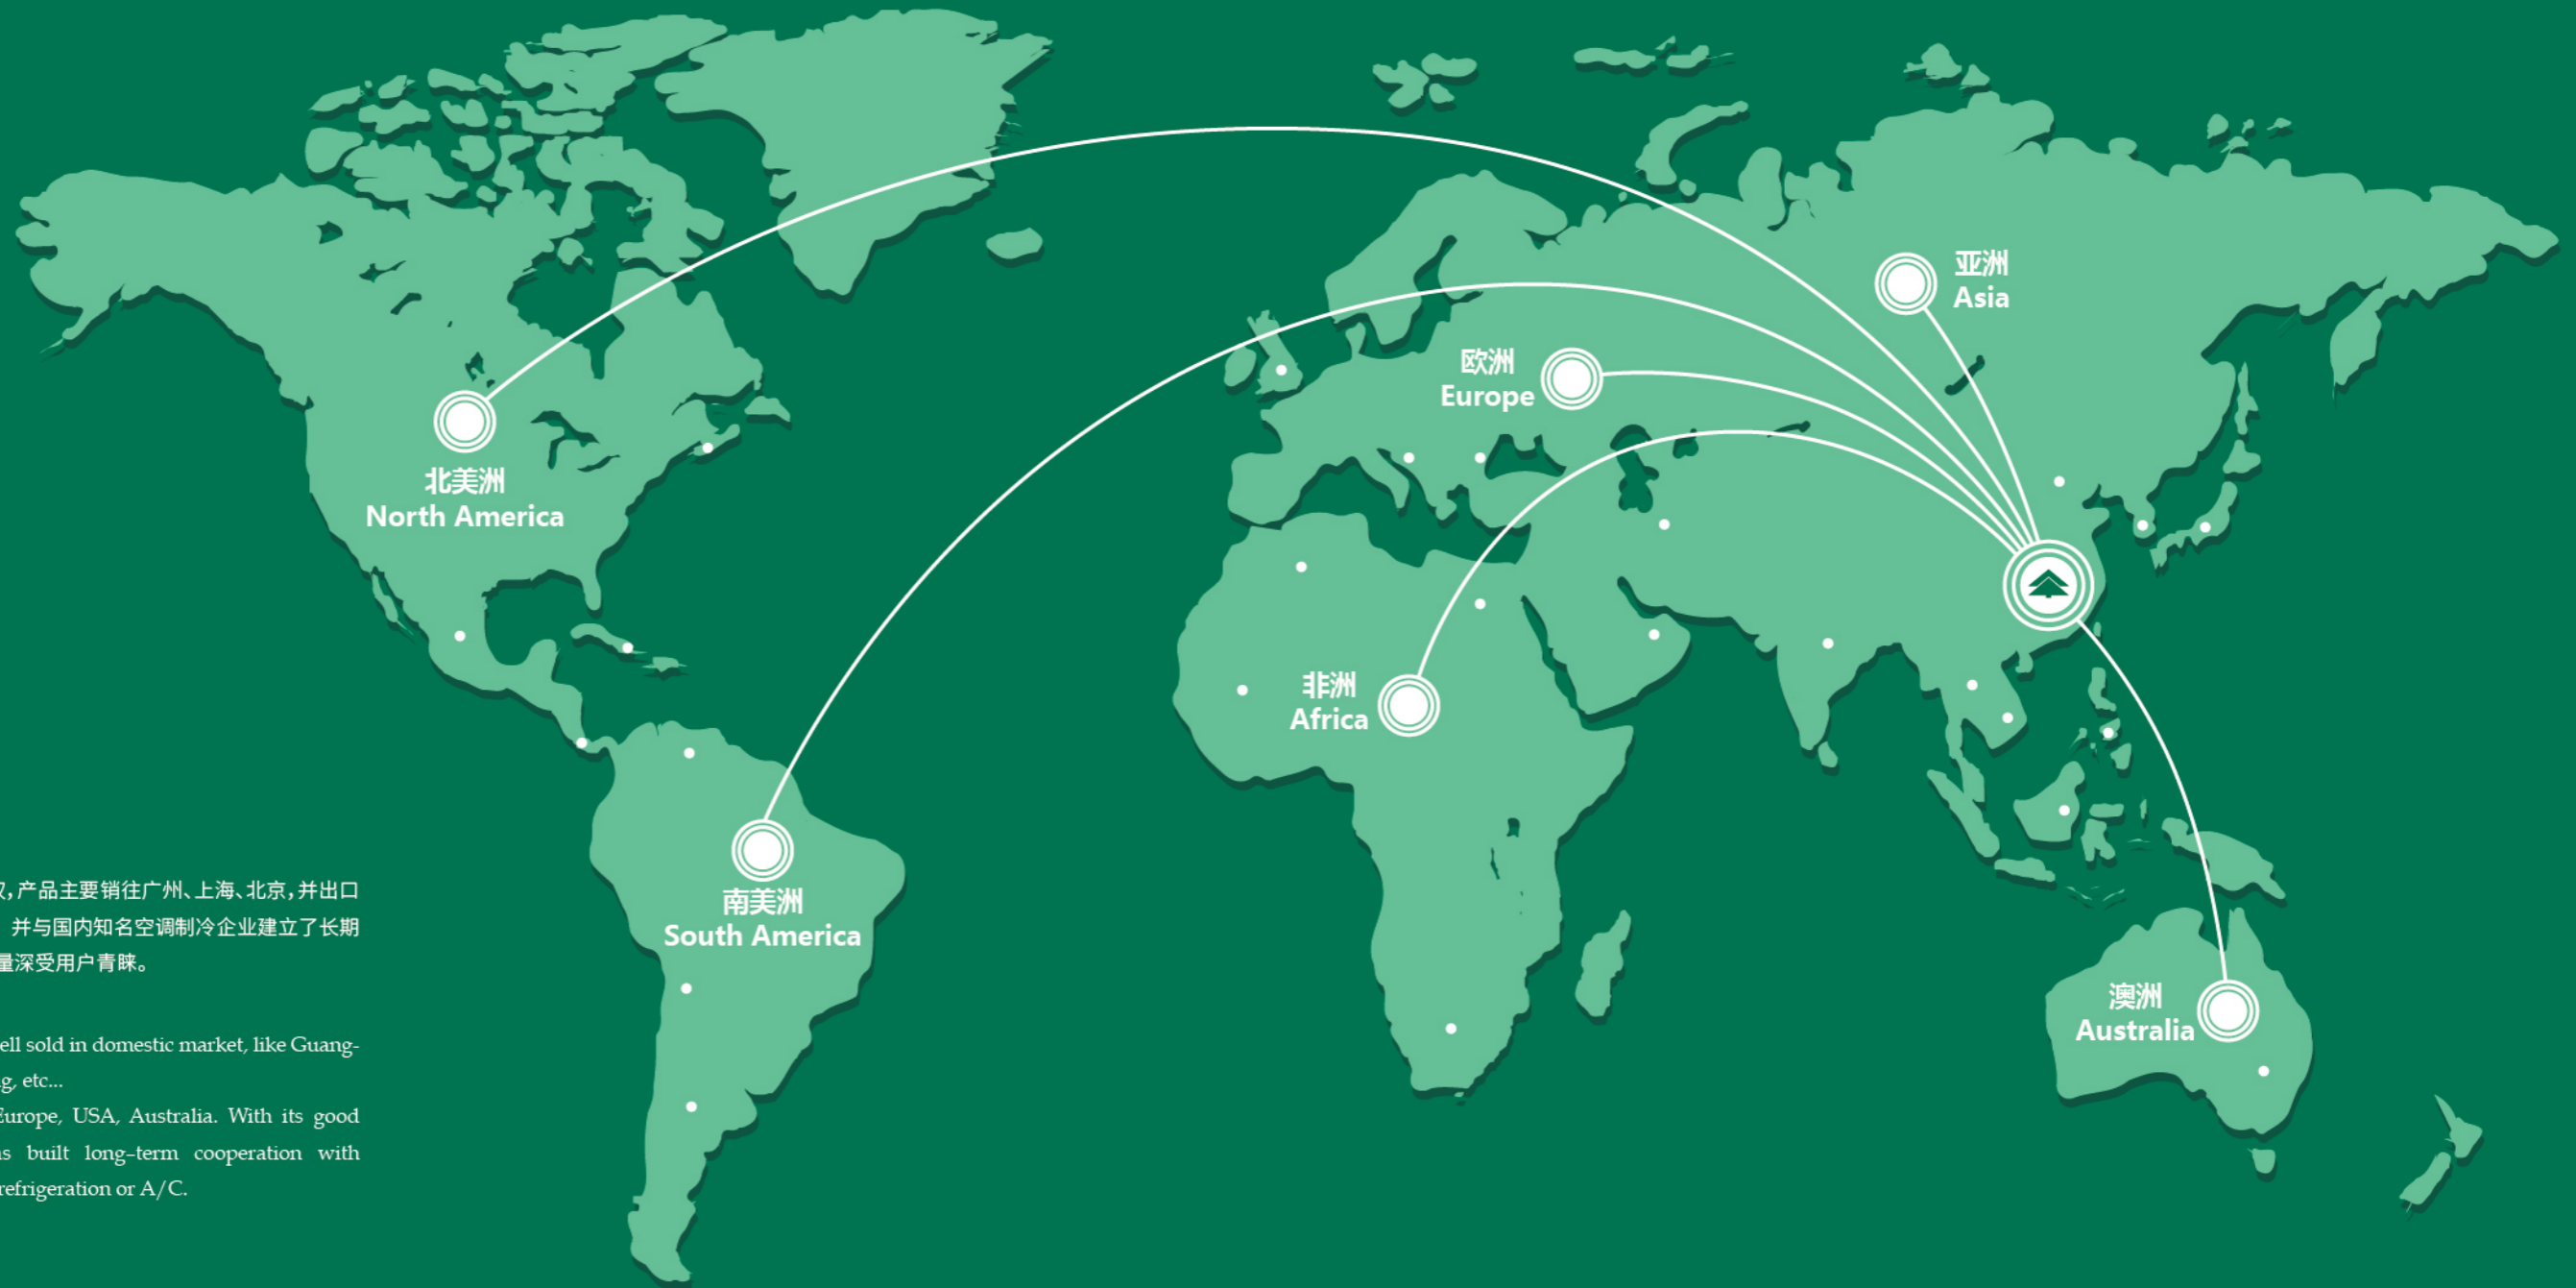 亚洲
Asia
欧洲
Europe
北美洲
North America
非洲
Africa
南美洲
South America
澳洲
Australia
,产品主要销往广州、上海、北京,并出口
并与国内知名空调制冷企业建立了长期
量深受用户青睐。
ell sold in domestic market, like Guang-
g, etc...
Europe, USA, Australia. With its good
s built long-term cooperation with
refrigeration or A/C.